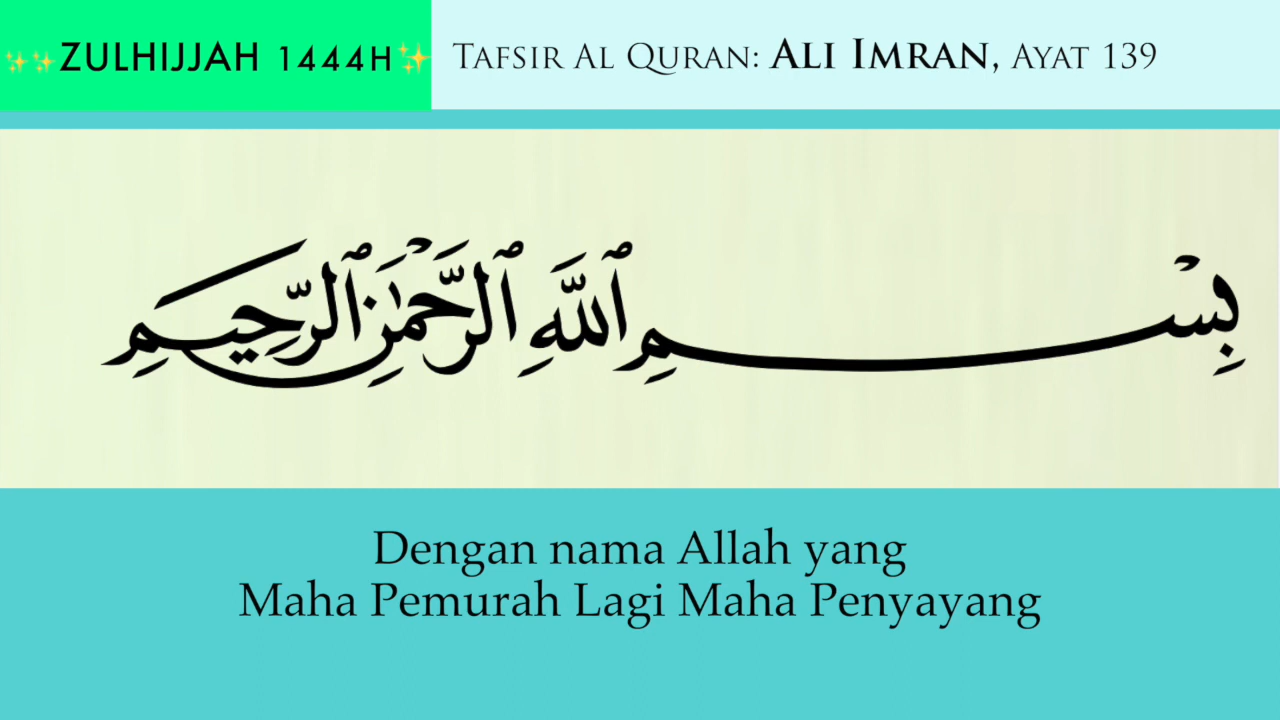 ✨✨ZULHIJJAH 1444H✨
TAFSIR AL QURAN: ALI IMRAN, AYAT 139
بِسْمِ ٱللَّهِ ٱلرَّحْمَٰنِ ٱلرَّحِيمِ
Dengan nama Allah yang
Maha Pemurah Lagi Maha Penyayang